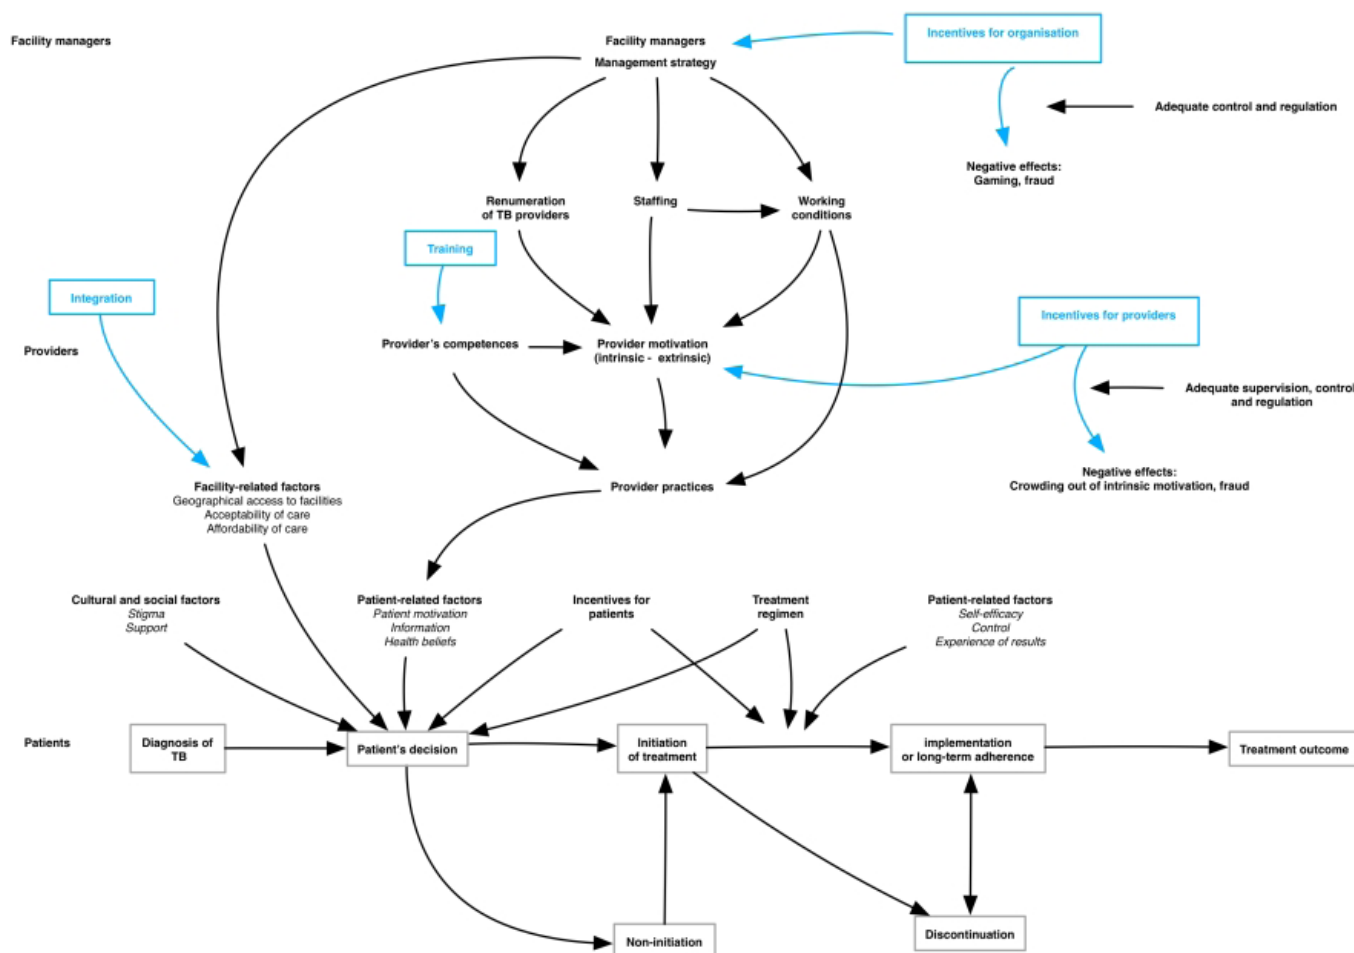 Facility managers
Facility managers
Management strategy
Incentives for organisation
Adequate control and regulation
Negative effects:
Gaming, fraud
Renumeration
of TB providers
Staffing
Working
conditions
Training
Integration
Incentives for providers
Providers
Provider's competences
Provider motivation
(intrinsic - extrinsic)
Adequate supervision, control
and regulation
Negative effects:
Crowding out of intrinsic motivation, fraud
Facility-related factors
Geographical access to facilities
Acceptability of care
Affordability of care
Provider practices
Cultural and social factors
Stigma
Support
Patient-related factors
Patient motivation
Information
Health beliefs
Incentives for
patients
Treatment
regimen
Patient-related factors
Self-efficacy
Control
Experience of results
Patients
Diagnosis of
TB
Patient's decision
Initiation
of treatment
implementation
or long-term adherence
Treatment outcome
Non-initiation
Discontinuation